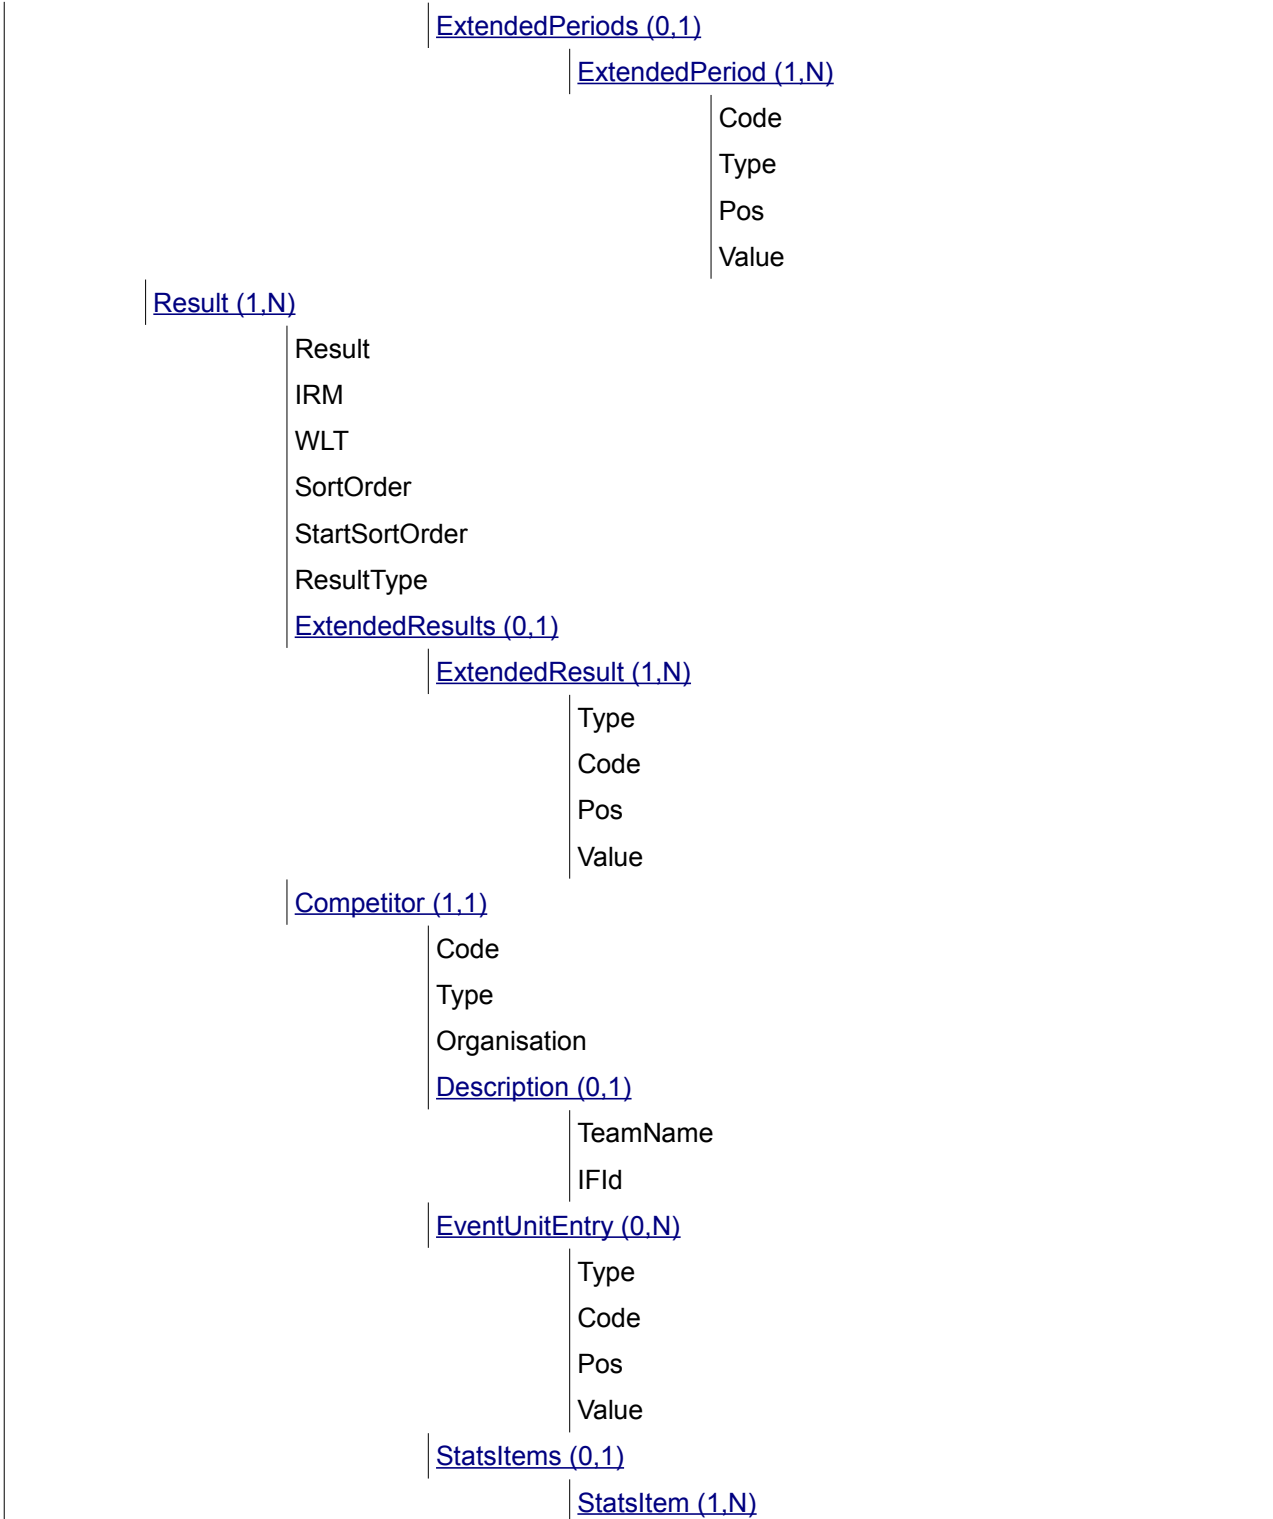 ExtendedPeriods (0,1)
ExtendedPeriod (1,N)
Code
Type
Pos
Value
Result (1,N)
Result
IRM
WLT
SortOrder
StartSortOrder
ResultType
ExtendedResults (0,1)
ExtendedResult (1,N)
Type
Code
Pos
Value
Competitor (1,1)
Code
Type
Organisation
Description (0,1)
TeamName
IFId
EventUnitEntry (0,N)
Type
Code
Pos
Value
StatsItems (0,1)
StatsItem (1,N)